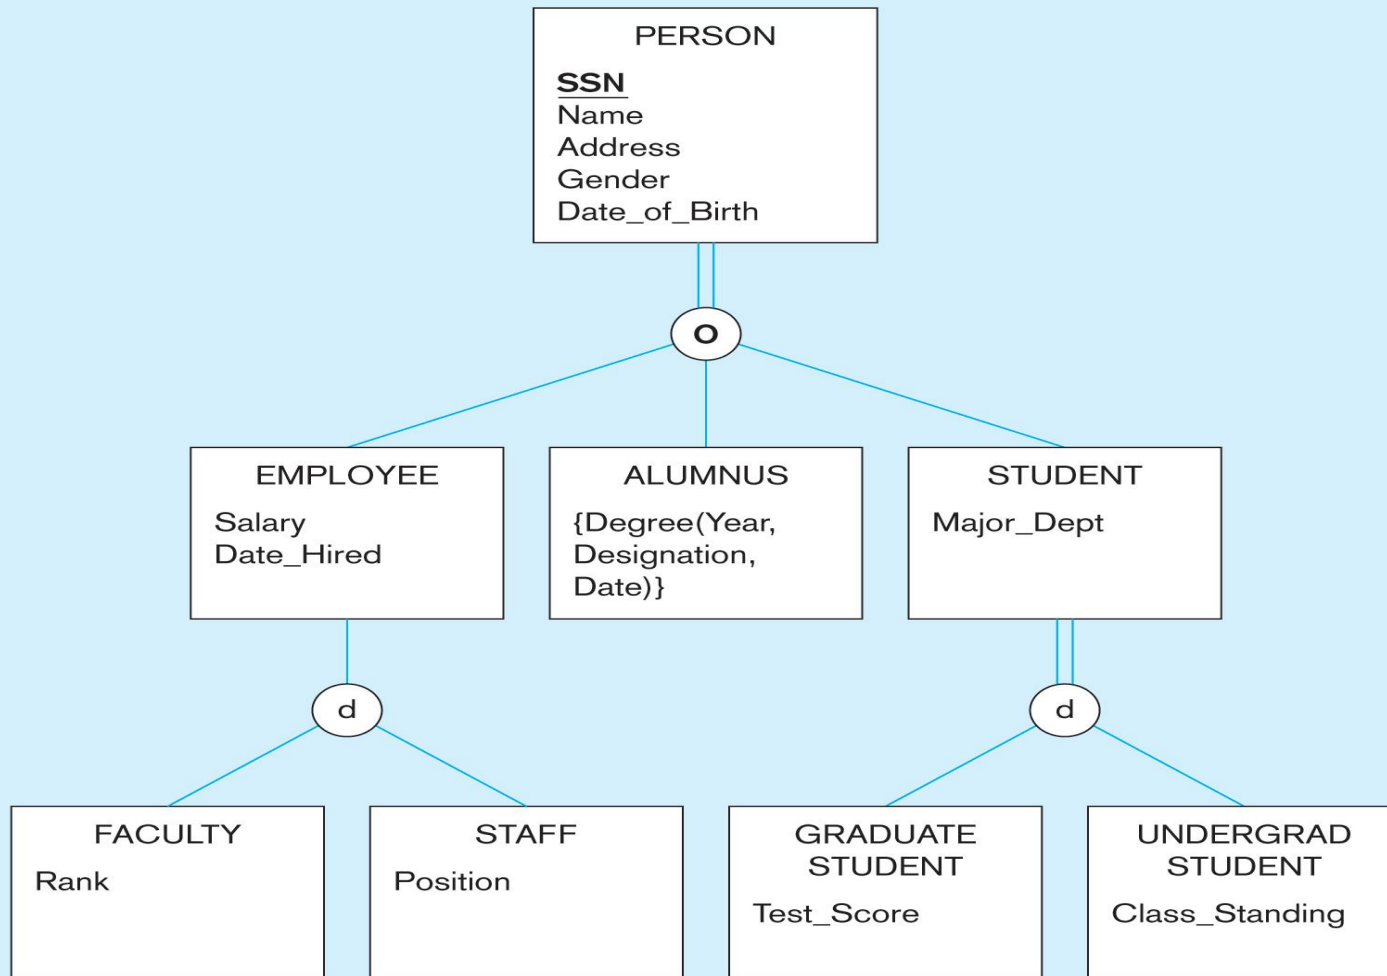 PERSON
SSN
Name
Address
Gender
Date_of_Birth
O
EMPLOYEE
Salary
Date_Hired
ALUMNUS
{Degree(Year,
Designation,
Date)}
STUDENT
Major_Dept
d
d
FACULTY
Rank
STAFF
Position
GRADUATE
STUDENT
Test_Score
UNDERGRAD
STUDENT
Class_Standing